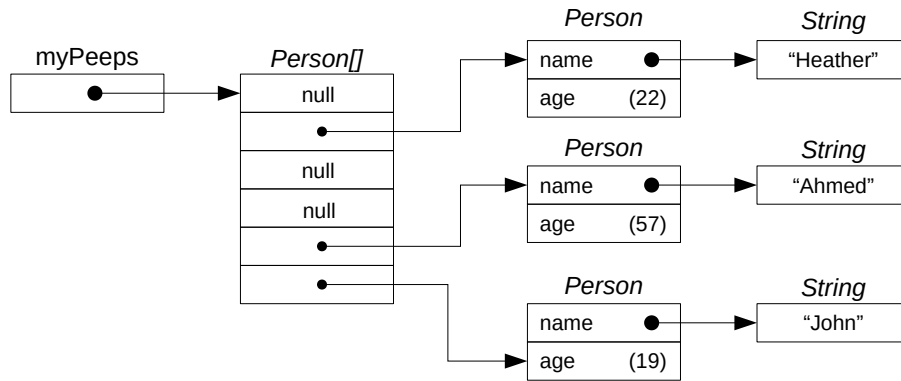 myPeeps
Person[]
null
null
null
Person
name
age (22)
String
“Heather”
Person
name
age (57)
String
“Ahmed”
Person
name
age (19)
String
“John”